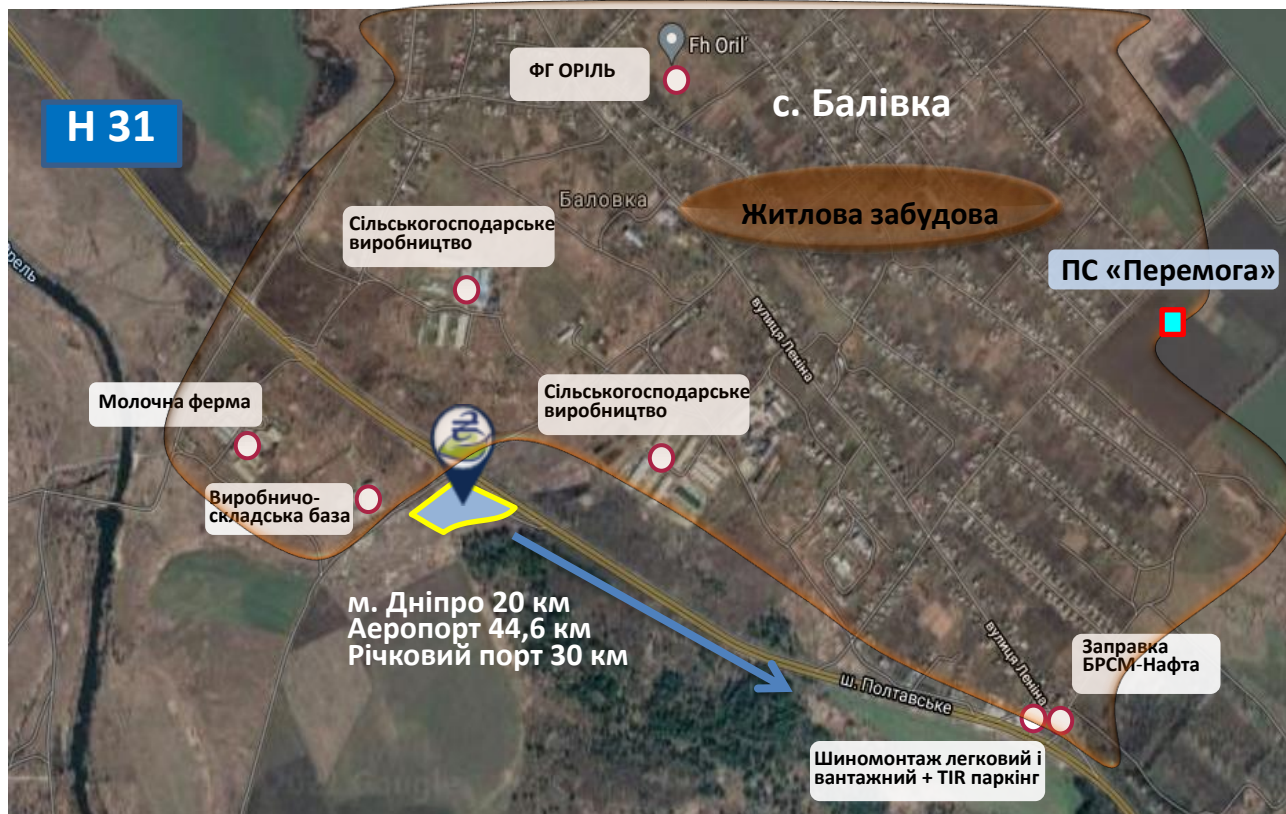 Fh Oril'
ФГ ОРІЛЬ
с. Балівка
Н 31
Баловка
Житлова забудова
Сільськогосподарське
виробництво
ПС «Перемога»
вулиця Леніна
Молочна ферма
Сільськогосподарське
виробництво
Виробничо-
складська база
м. Дніпро 20 км
Аеропорт 44,6 км
Річковий порт 30 км
вулиця Леніна
Заправка
БРСМ-Нафта
ш. Полтавське
Шиномонтаж легковий і
вантажний + TIR паркінг